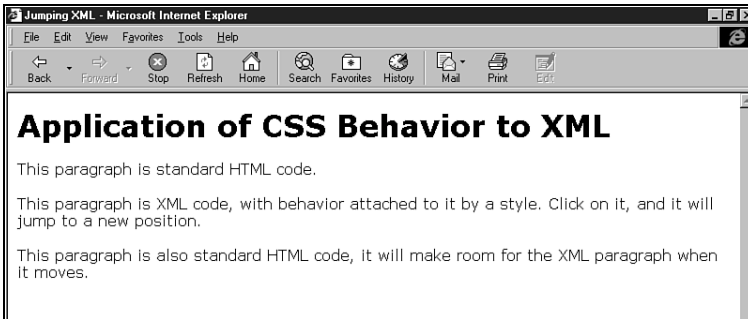 Jumping XML - Microsoft Internet Explorer
File Edit View Favorites Tools Help
Back Forward Stop Refresh Home Search Favorites History Mail Print Edit
Application of CSS Behavior to XML
This paragraph is standard HTML code.
This paragraph is XML code, with behavior attached to it by a style. Click on it, and it will
jump to a new position.
This paragraph is also standard HTML code, it will make room for the XML paragraph when
it moves.